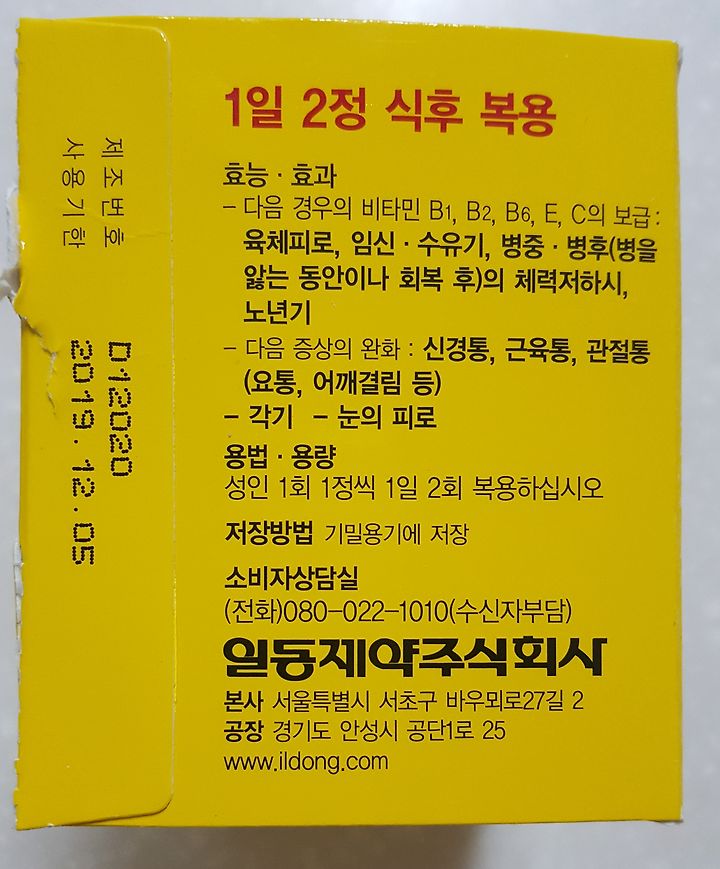 1일 2정 식후 복용
효능 · 효과
- 다음 경우의 비타민 B1, B2, B6, E, C의 보급 :
육체피로, 임신 · 수유기, 병중 · 병후(병을
앓는 동안이나 회복 후)의 체력저하시,
노년기
- 다음 증상의 완화 : 신경통, 근육통, 관절통
(요통, 어깨결림 등)
- 각기 - 눈의 피로
용법 · 용량
성인 1회 1정씩 1일 2회 복용하십시오
저장방법 기밀용기에 저장
소비자상담실
(전화)080-022-1010(수신자부담)
일동제약주식회사
본사 서울특별시 서초구 바우뫼로27길 2
공장 경기도 안성시 공단1로 25
www.ildong.com
제조번호 D12020
사용기한 2019.12.05